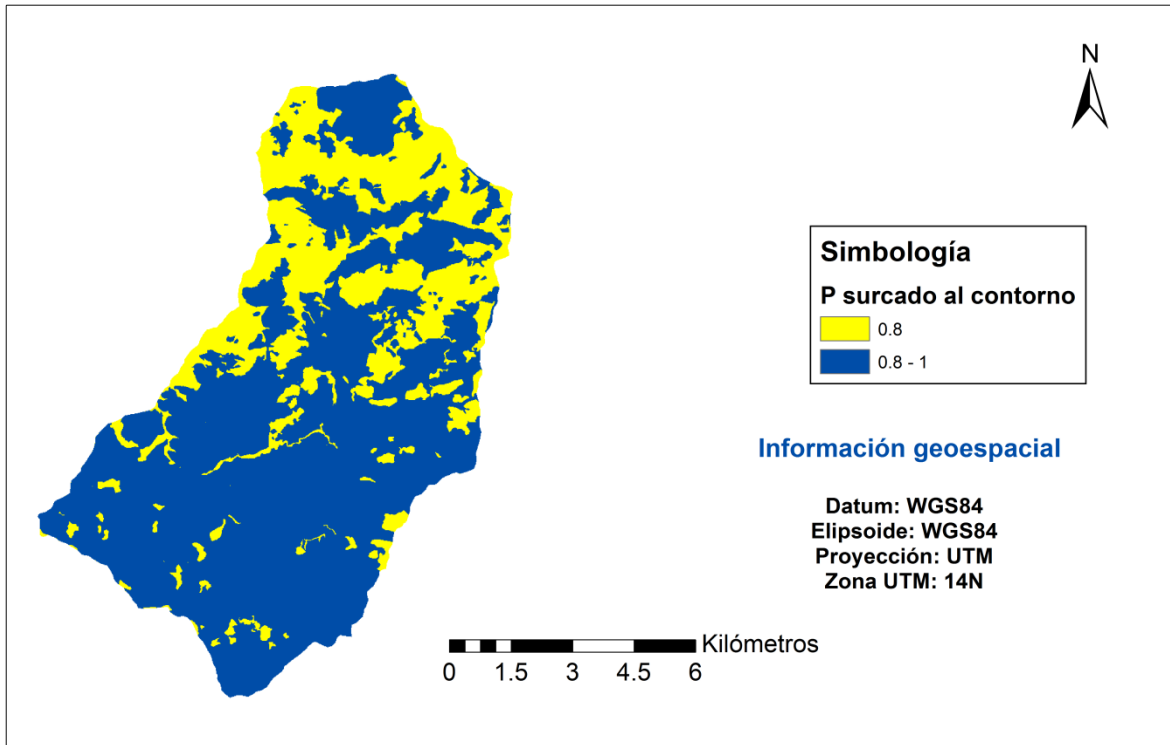 N
Simbología
P surcado al contorno
0.8
0.8 - 1
Información geoespacial
Datum: WGS84
Elipsoide: WGS84
Proyección: UTM
Zona UTM: 14N
Kilómetros
0 1.5 3 4.5 6